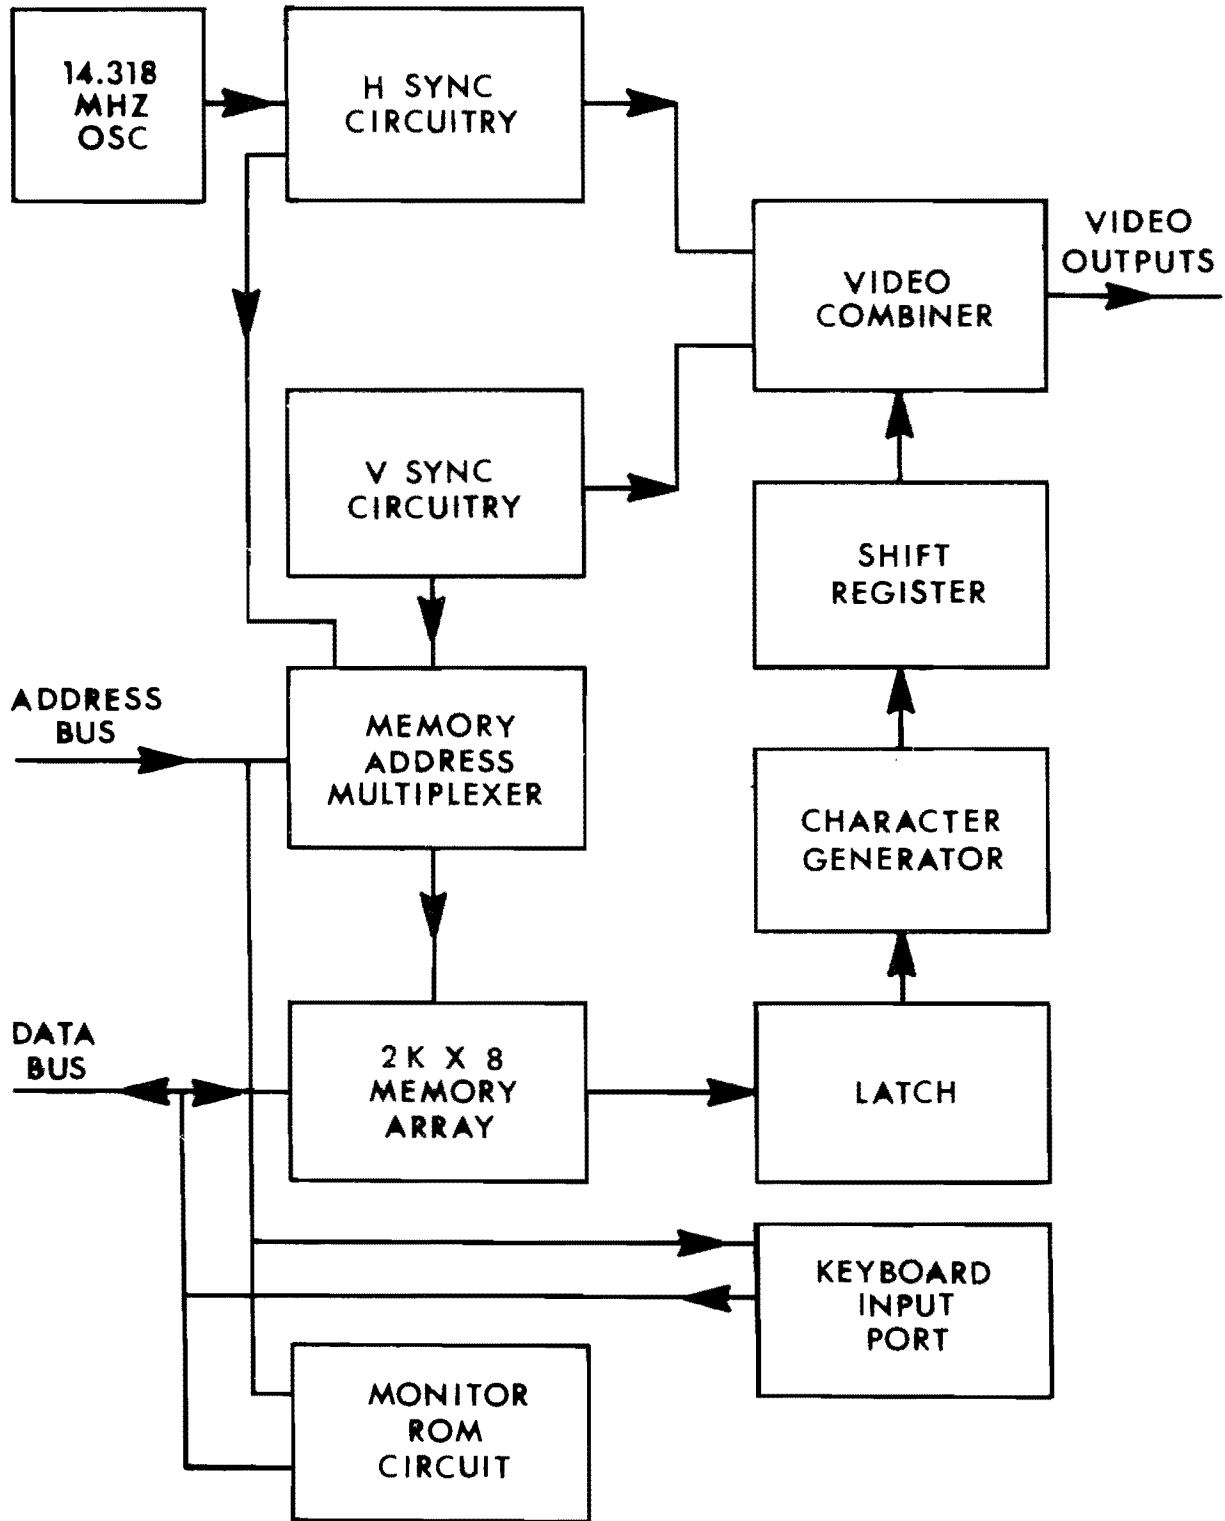 14.318
MHZ
OSC
H SYNC
CIRCUITRY
VIDEO
OUTPUTS
VIDEO
COMBINER
V SYNC
CIRCUITRY
SHIFT
REGISTER
ADDRESS
BUS
MEMORY
ADDRESS
MULTIPLEXER
CHARACTER
GENERATOR
DATA
BUS
2K X 8
MEMORY
ARRAY
LATCH
KEYBOARD
INPUT
PORT
MONITOR
ROM
CIRCUIT